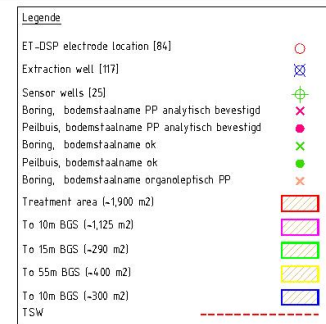 Legende
ET-DSP electrode location [84]
Extraction well [117]
Sensor wells [25]
Boring, bodemstaalname PP analytisch bevestigd
Peilbuis, bodemstaalname PP analytisch bevestigd
Boring, bodemstaalname ok
Peilbuis, bodemstaalname ok
Boring, bodemstaalname organoleptisch PP
Treatment area (~1,900 m2)
To 10m BGS (~1,125 m2)
To 15m BGS (~290 m2)
To 55m BGS (~400 m2)
To 10m BGS (~300 m2)
TSW